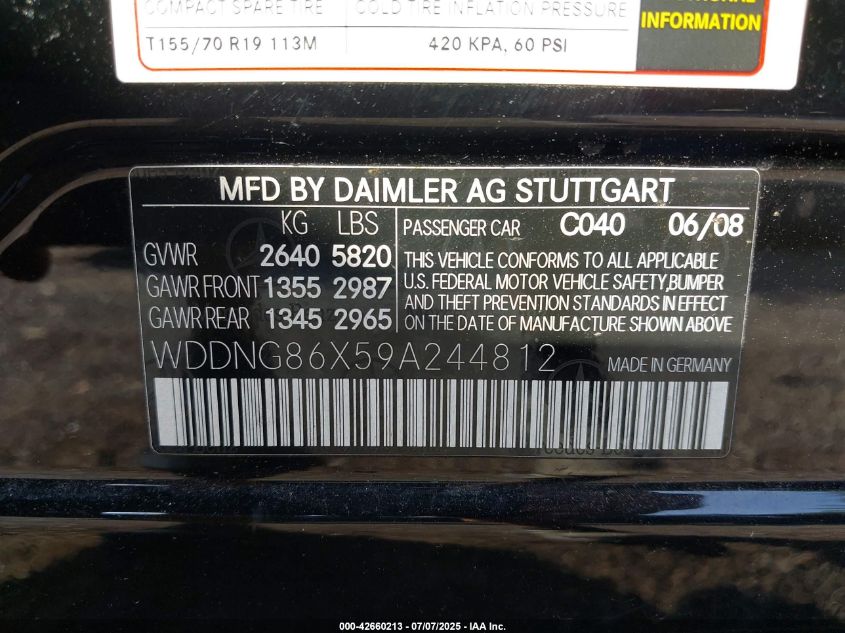 COMPACT SPARE TIRE COLD TIRE INFLATION PRESSURE
T155/70 R19 113M 420 KPA, 60 PSI
INFORMATION
MFD BY DAIMLER AG STUTTGART
KG LBS PASSENGER CAR C040 06/08
GVWR 2640 5820
GAWR FRONT 1355 2987
GAWR REAR 1345 2965
THIS VEHICLE CONFORMS TO ALL APPLICABLE
U.S. FEDERAL MOTOR VEHICLE SAFETY,BUMPER
AND THEFT PREVENTION STANDARDS IN EFFECT
ON THE DATE OF MANUFACTURE SHOWN ABOVE
WDDNG86X59A244812 MADE IN GERMANY
000-42660213 - 07/07/2025 - IAA Inc.